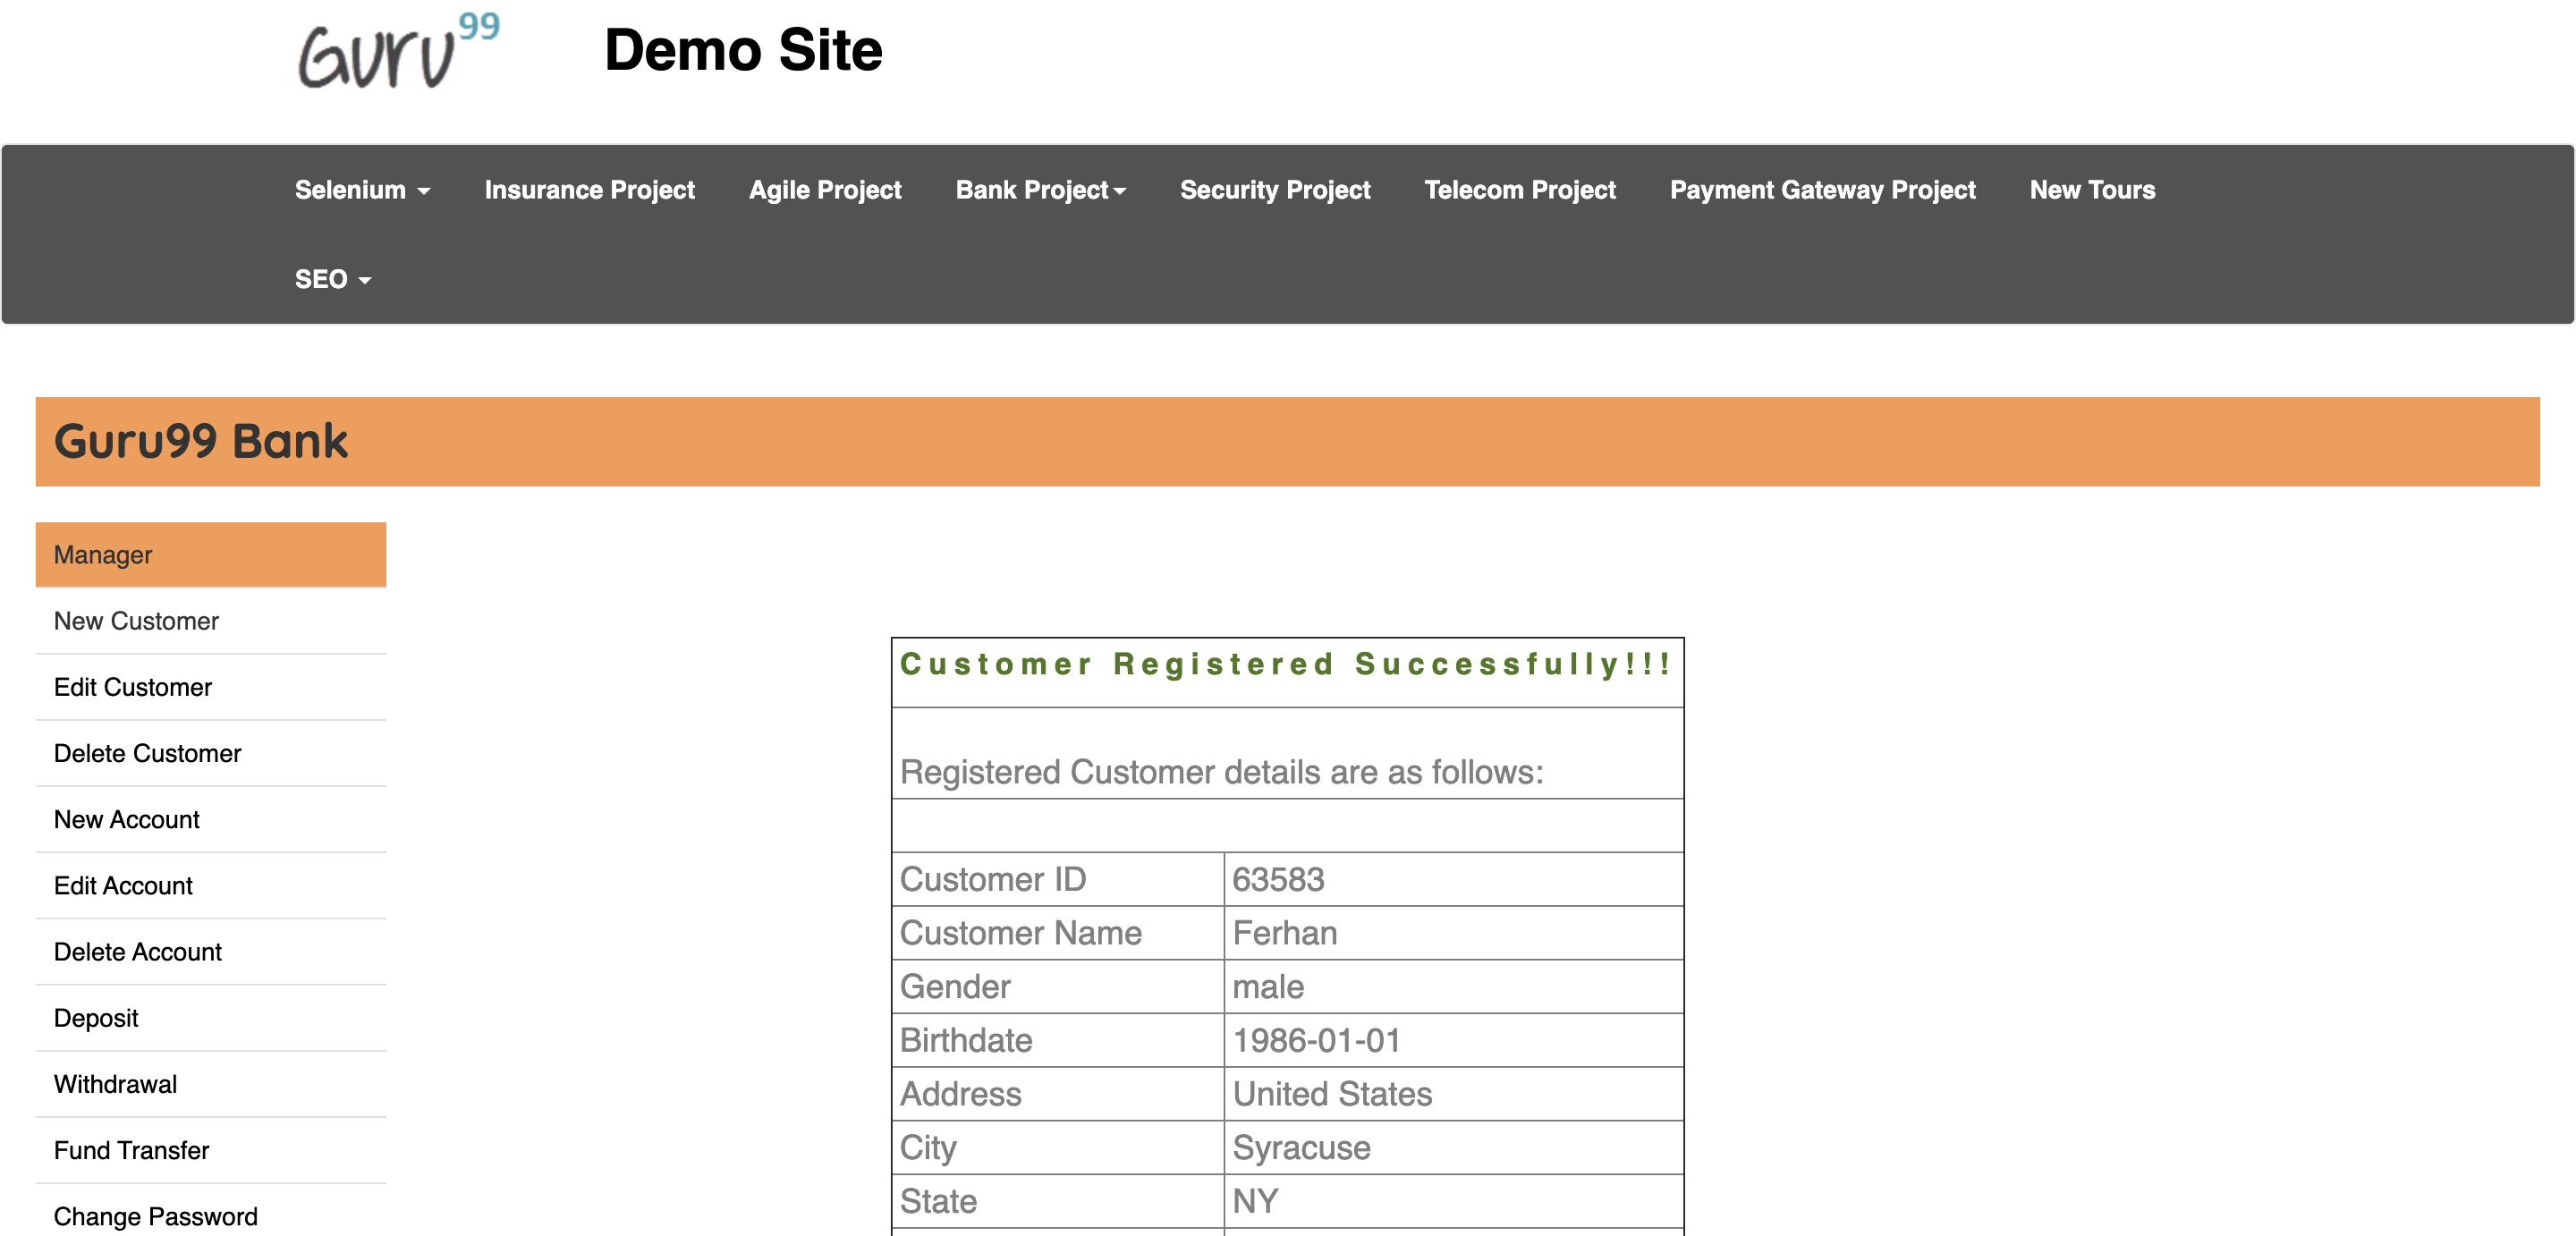 Guru99 Demo Site
Selenium Insurance Project Agile Project Bank Project Security Project Telecom Project Payment Gateway Project New Tours
SEO
Guru99 Bank
Manager
New Customer
Edit Customer
Delete Customer
New Account
Edit Account
Delete Account
Deposit
Withdrawal
Fund Transfer
Change Password
Customer Registered Successfully!!!
Registered Customer details are as follows:
Customer ID 63583
Customer Name Ferhan
Gender male
Birthdate 1986-01-01
Address United States
City Syracuse
State NY